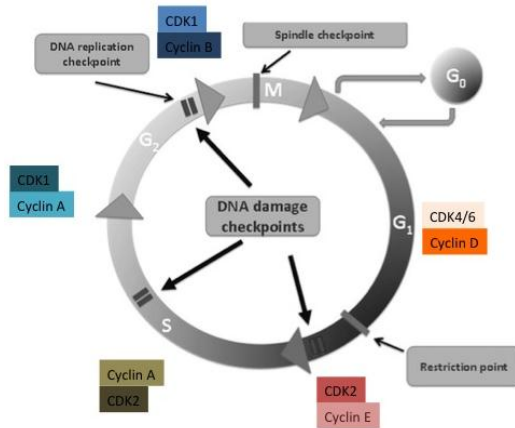 CDK1
Cyclin B
Spindle checkpoint
DNA replication
checkpoint
M
G0
G2
CDK1
Cyclin A
DNA damage
checkpoints
G1
CDK4/6
Cyclin D
S
Restriction point
Cyclin A
CDK2
CDK2
Cyclin E